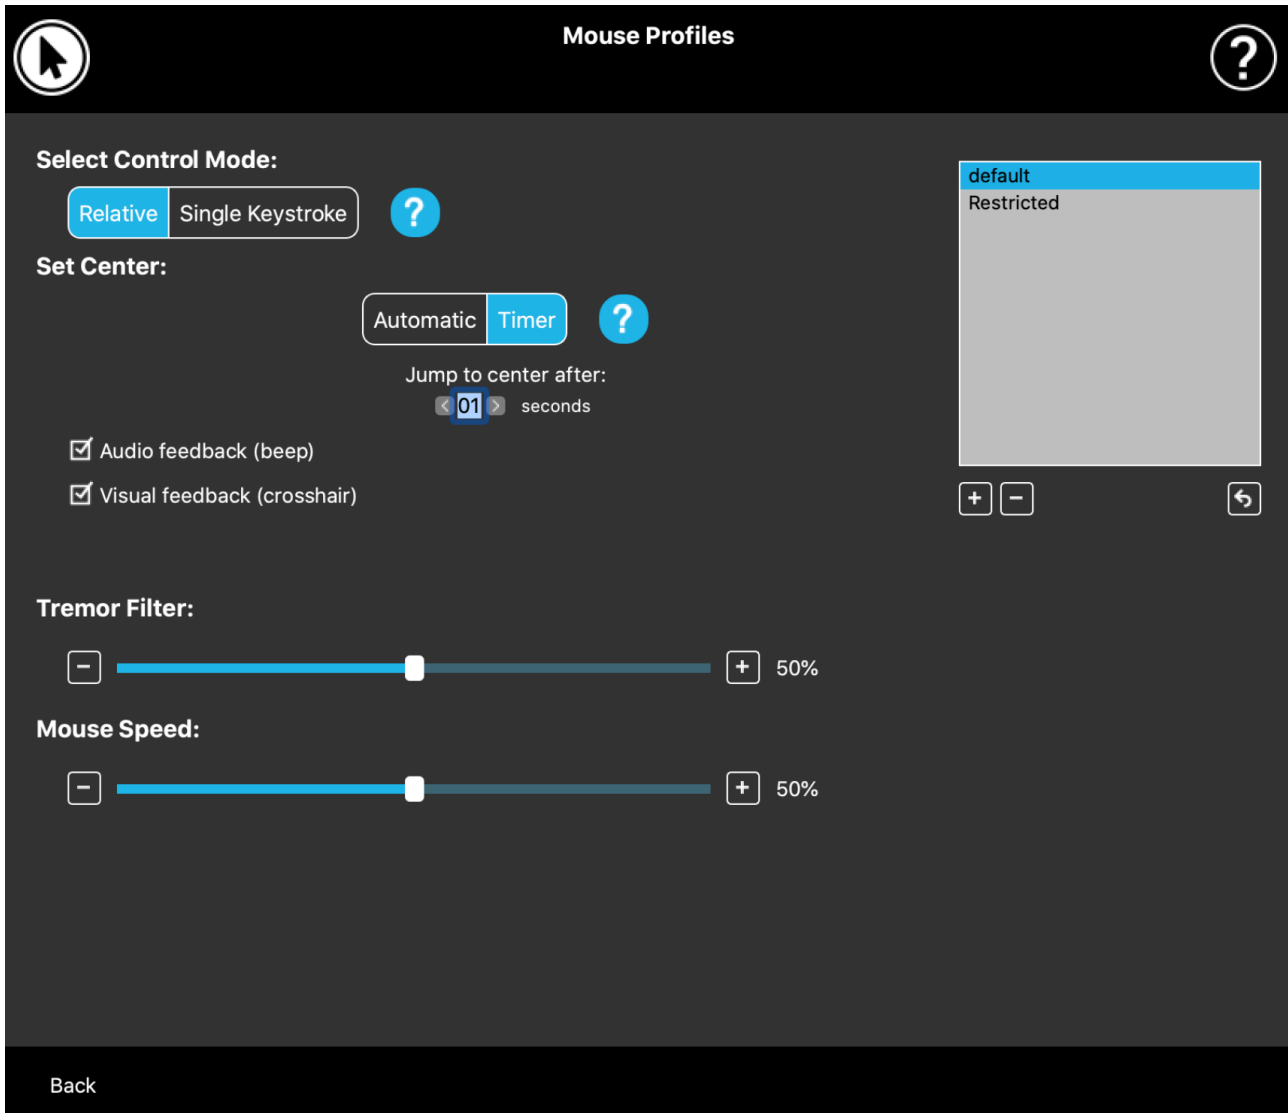 Mouse Profiles
?
Select Control Mode:
Relative Single Keystroke ?
Set Center:
Automatic Timer ?
Jump to center after:
< 01 > seconds
Audio feedback (beep)
Visual feedback (crosshair)
default
Restricted
+ −
Tremor Filter:
− + 50%
Mouse Speed:
− + 50%
Back